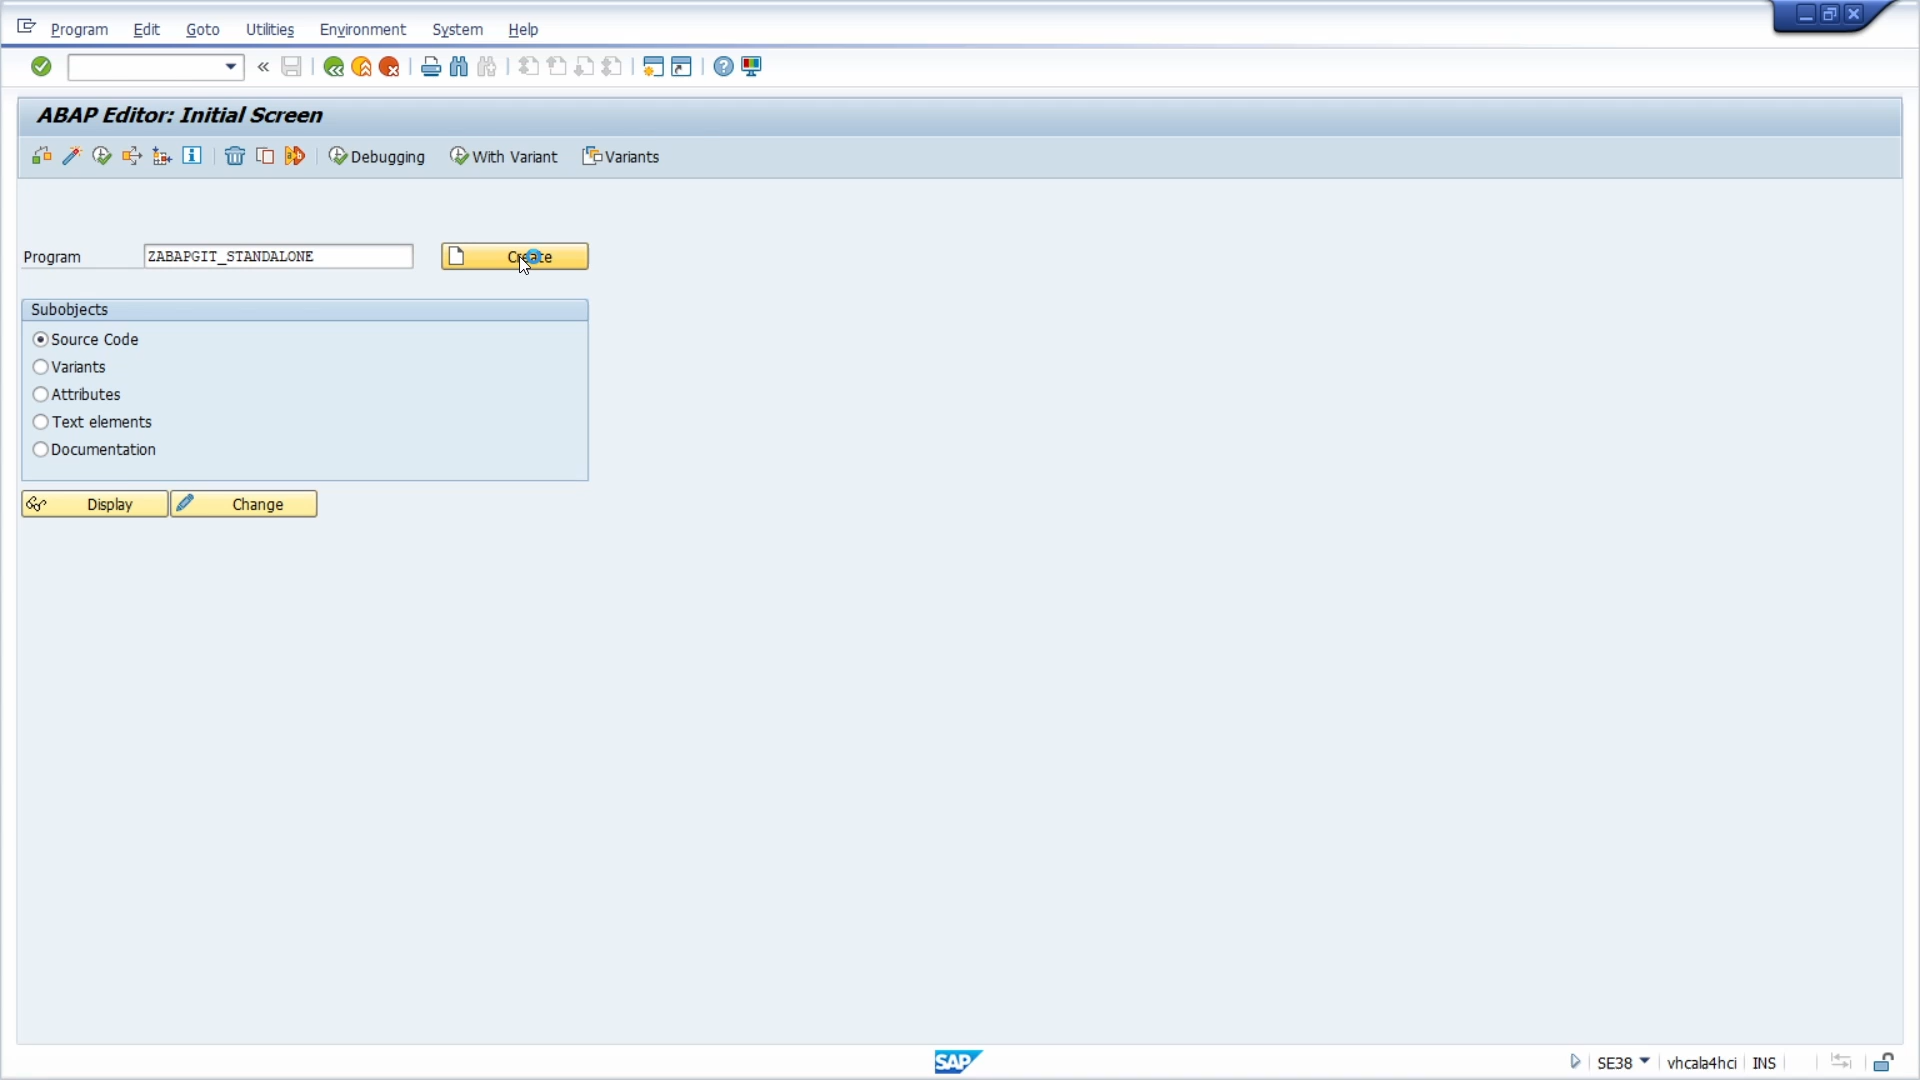 Program Edit Goto Utilities Environment System Help
ABAP Editor: Initial Screen
Debugging With Variant Variants
Program ZABAPGIT_STANDALONE Create
Subobjects
Source Code
Variants
Attributes
Text elements
Documentation
Display Change
SAP SE38 vhcala4hci INS